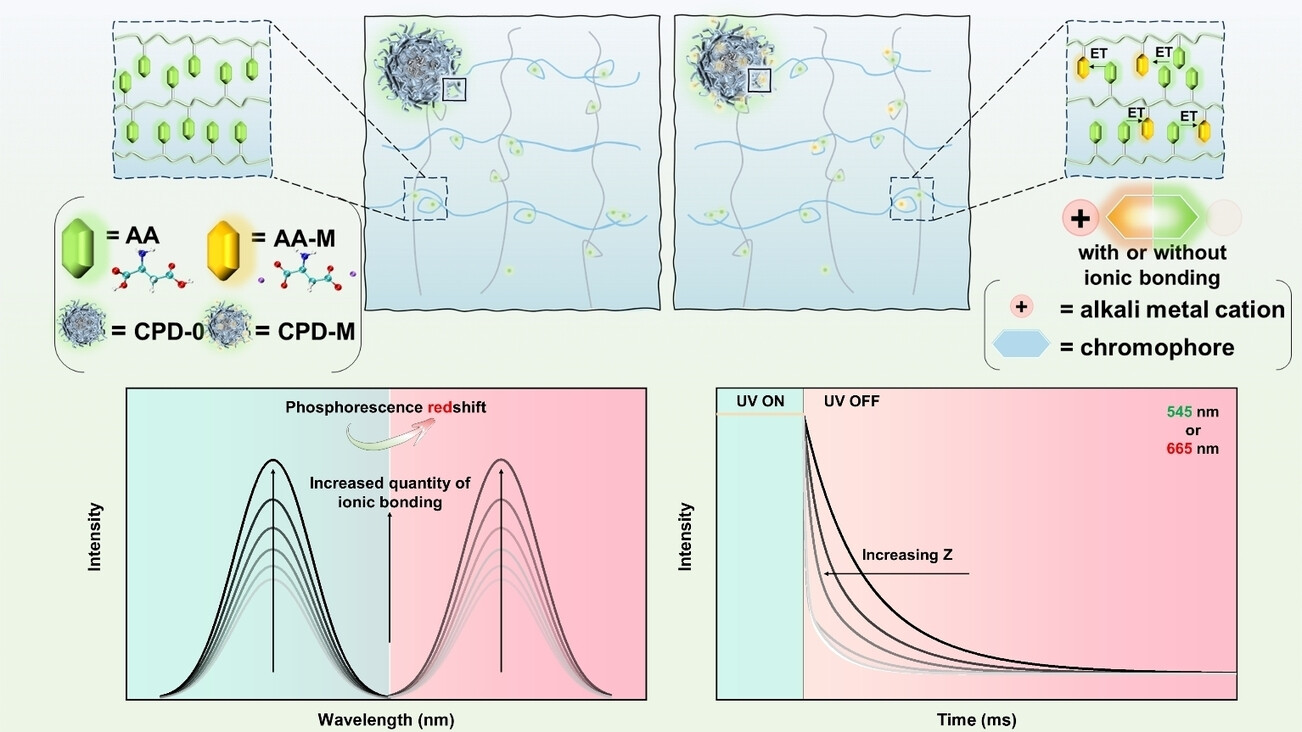 ET
ET
ET
ET
= AA
= AA-M
= CPD-0
= CPD-M
+
with or without
ionic bonding
+
= alkali metal cation
= chromophore
Phosphorescence redshift
Increased quantity of
ionic bonding
Intensity
Wavelength (nm)
UV ON
UV OFF
545 nm
or
665 nm
Increasing Z
Intensity
Time (ms)